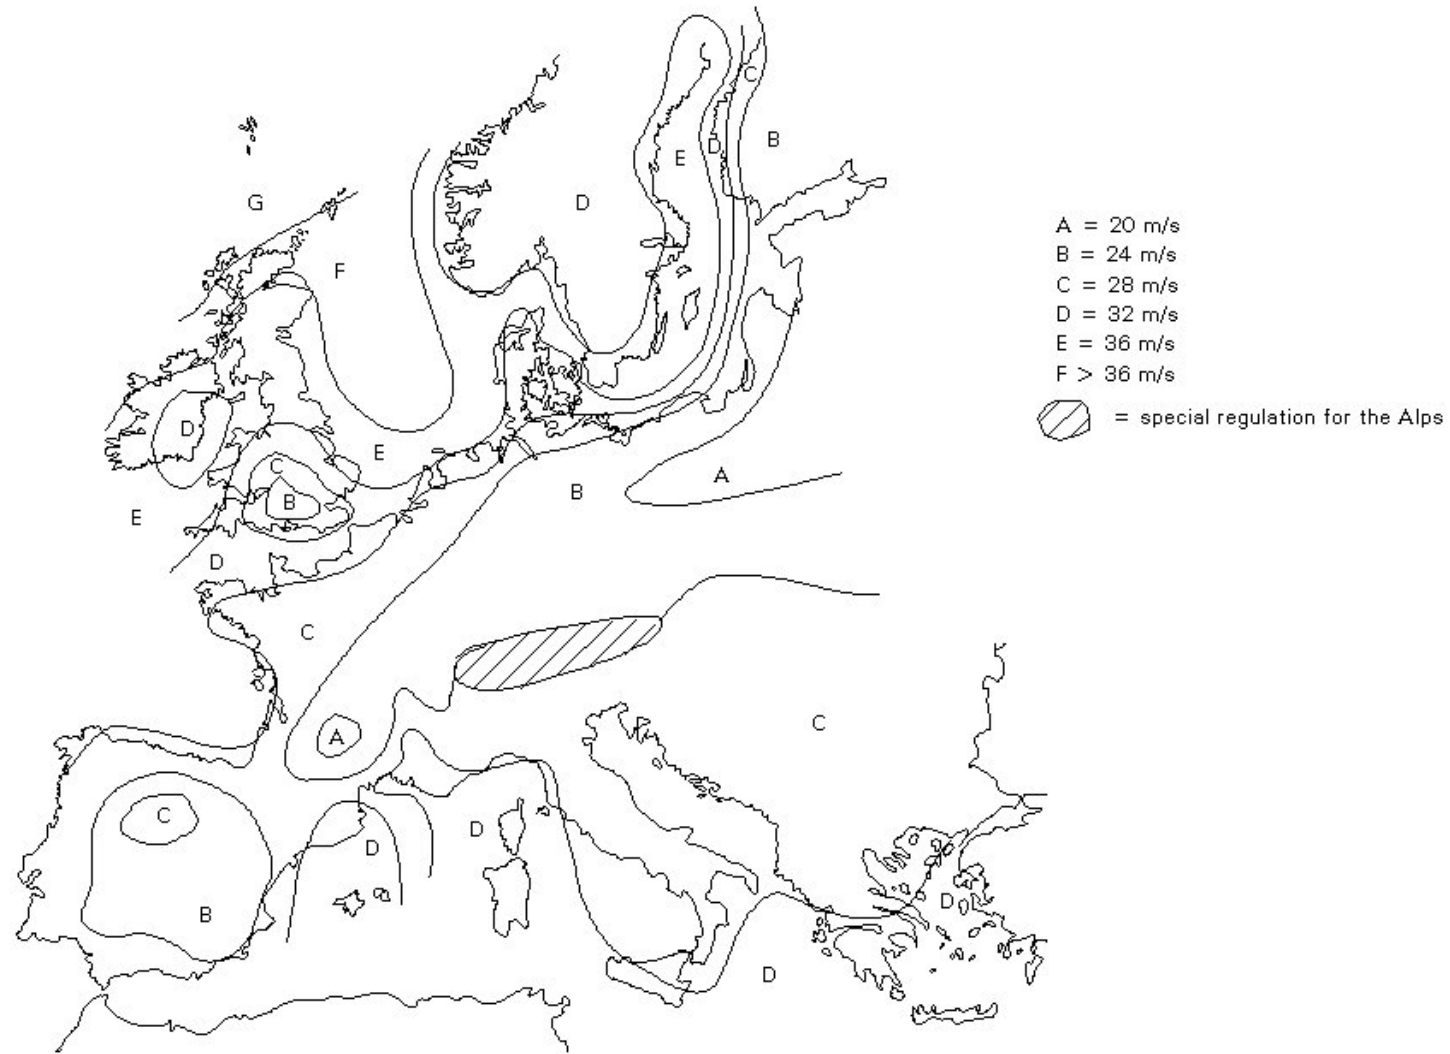 C
B
D
E
G
D
F
A = 20 m/s
B = 24 m/s
C = 28 m/s
D = 32 m/s
E = 36 m/s
F > 36 m/s
= special regulation for the Alps
D
E
C
A
B
B
E
D
C
C
A
C
D
D
B
D
D